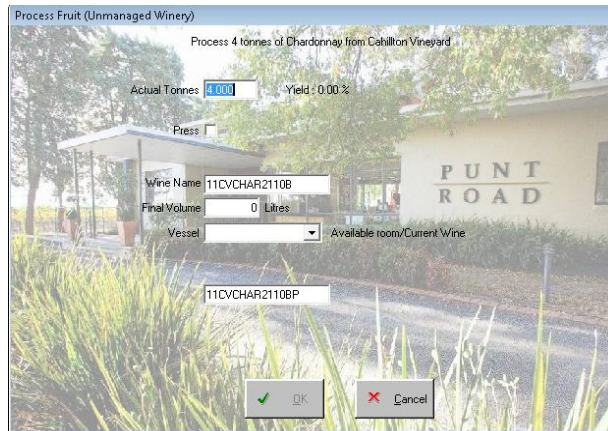 Process Fruit (Unmanaged Winery)
Process 4 tonnes of Chardonnay from Cahillton Vineyard
Actual Tonnes 4.000 Yield : 0.00 %
Press
Wine Name 11CVCHAR2110B
PUNT
ROAD
Final Volume 0 Litres
Vessel Available room/Current Wine
11CVCHAR2110BP
OK Cancel